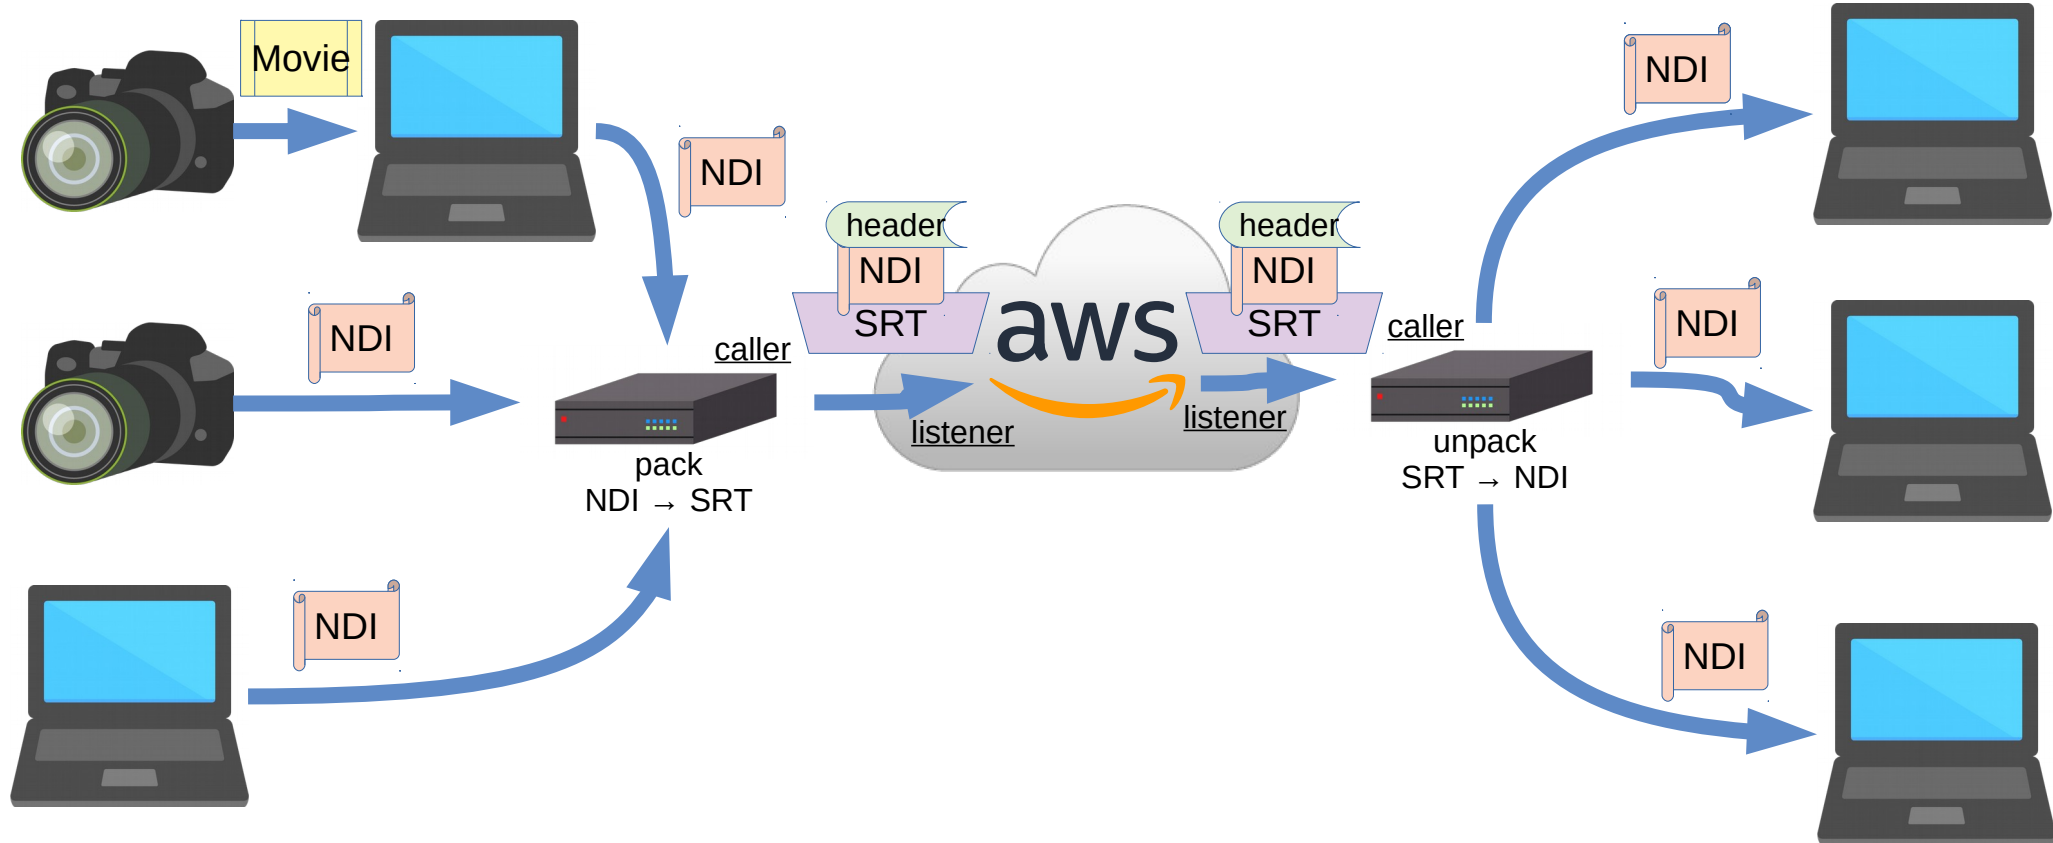 Movie
NDI
NDI
NDI
pack
NDI → SRT
caller
header
NDI
SRT
listener
aws
header
NDI
SRT
listener
caller
unpack
SRT → NDI
NDI
NDI
NDI